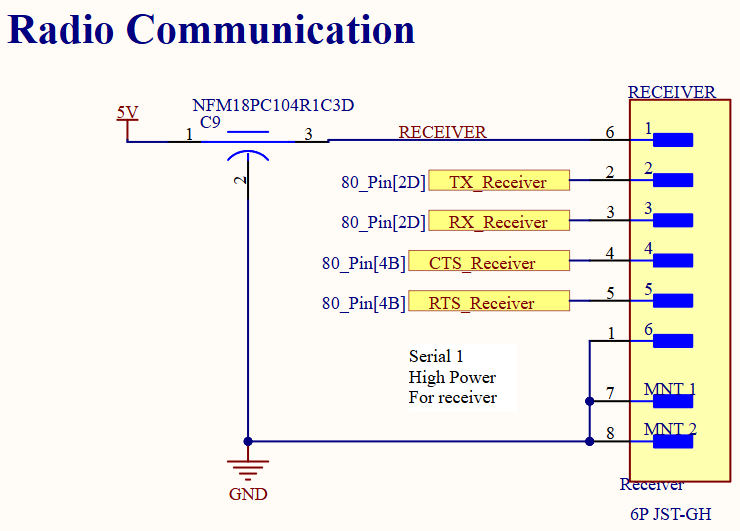 Radio Communication
RECEIVER
NFM18PC104R1C3D
5V
C9
1
3
RECEIVER
6
1
2
80_Pin[2D]
TX_Receiver
2
2
80_Pin[2D]
RX_Receiver
3
3
80_Pin[4B]
CTS_Receiver
4
4
80_Pin[4B]
RTS_Receiver
5
5
1
6
Serial 1
High Power
For receiver
7
MNT 1
8
MNT 2
GND
Receiver
6P JST-GH